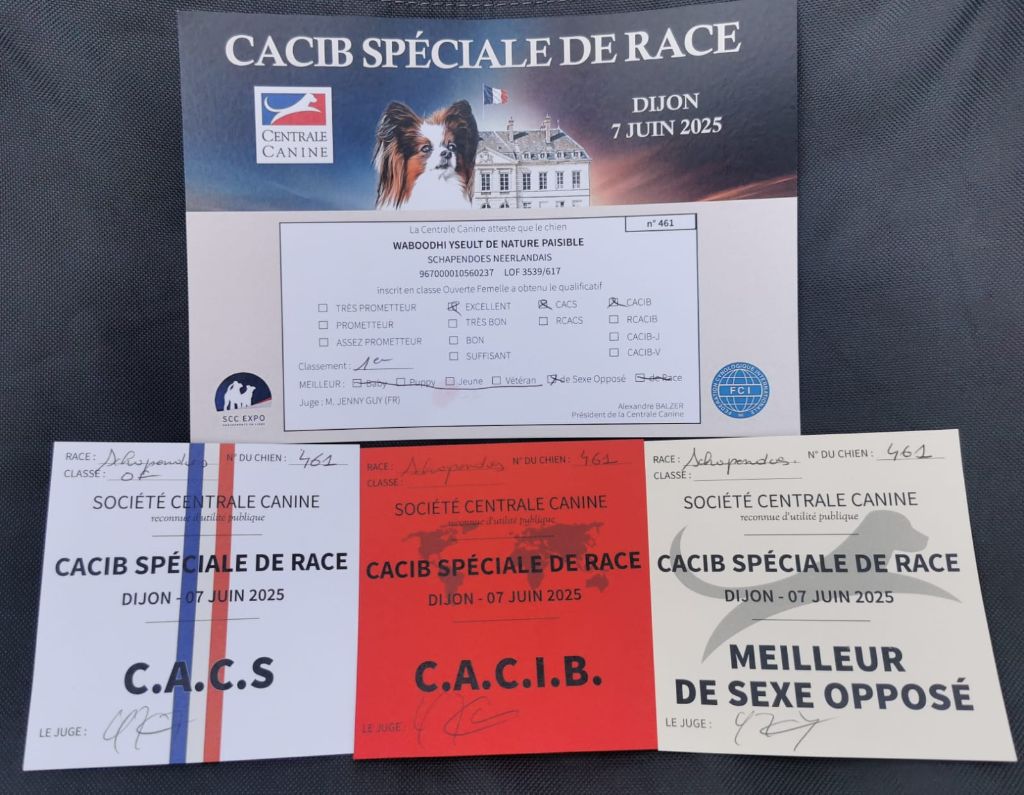 CACIB SPÉCIALE DE RACE
CENTRALE
CANINE
DIJON
7 JUIN 2025
La Centrale Canine atteste que le chien
n° 461
WABOODHI YSEULT DE NATURE PAISIBLE
SCHAPENDOES NEERLANDAIS
967000010560237 LOF 3539/617
inscrit en classe Ouverte Femelle a obtenu le qualificatif
TRÈS PROMETTEUR EXCELLENT CACS CACIB
PROMETTEUR TRÈS BON RCACS RCACIB
ASSEZ PROMETTEUR BON CACIB-J
SUFFISANT CACIB-V
Classement : 1er
MEILLEUR : Baby Puppy Jeune Vétéran de Sexe Opposé de Race
Juge : M. JENNY GUY (FR)
Alexandre BALZER
Président de la Centrale Canine
SCC EXPO
FCI
FEDERATION CYNOLOGIQUE INTERNATIONALE
RACE : Schapendoes N° DU CHIEN : 461
CLASSE : OF
SOCIÉTÉ CENTRALE CANINE
reconnue d'utilité publique
CACIB SPÉCIALE DE RACE
DIJON - 07 JUIN 2025
C.A.C.S
LE JUGE :
RACE : Schapendoes N° DU CHIEN : 461
CLASSE :
SOCIÉTÉ CENTRALE CANINE
reconnue d'utilité publique
CACIB SPÉCIALE DE RACE
DIJON - 07 JUIN 2025
C.A.C.I.B.
LE JUGE :
RACE : Schapendoes. N° DU CHIEN : 461
CLASSE :
SOCIÉTÉ CENTRALE CANINE
reconnue d'utilité publique
CACIB SPÉCIALE DE RACE
DIJON - 07 JUIN 2025
MEILLEUR
DE SEXE OPPOSÉ
LE JUGE :